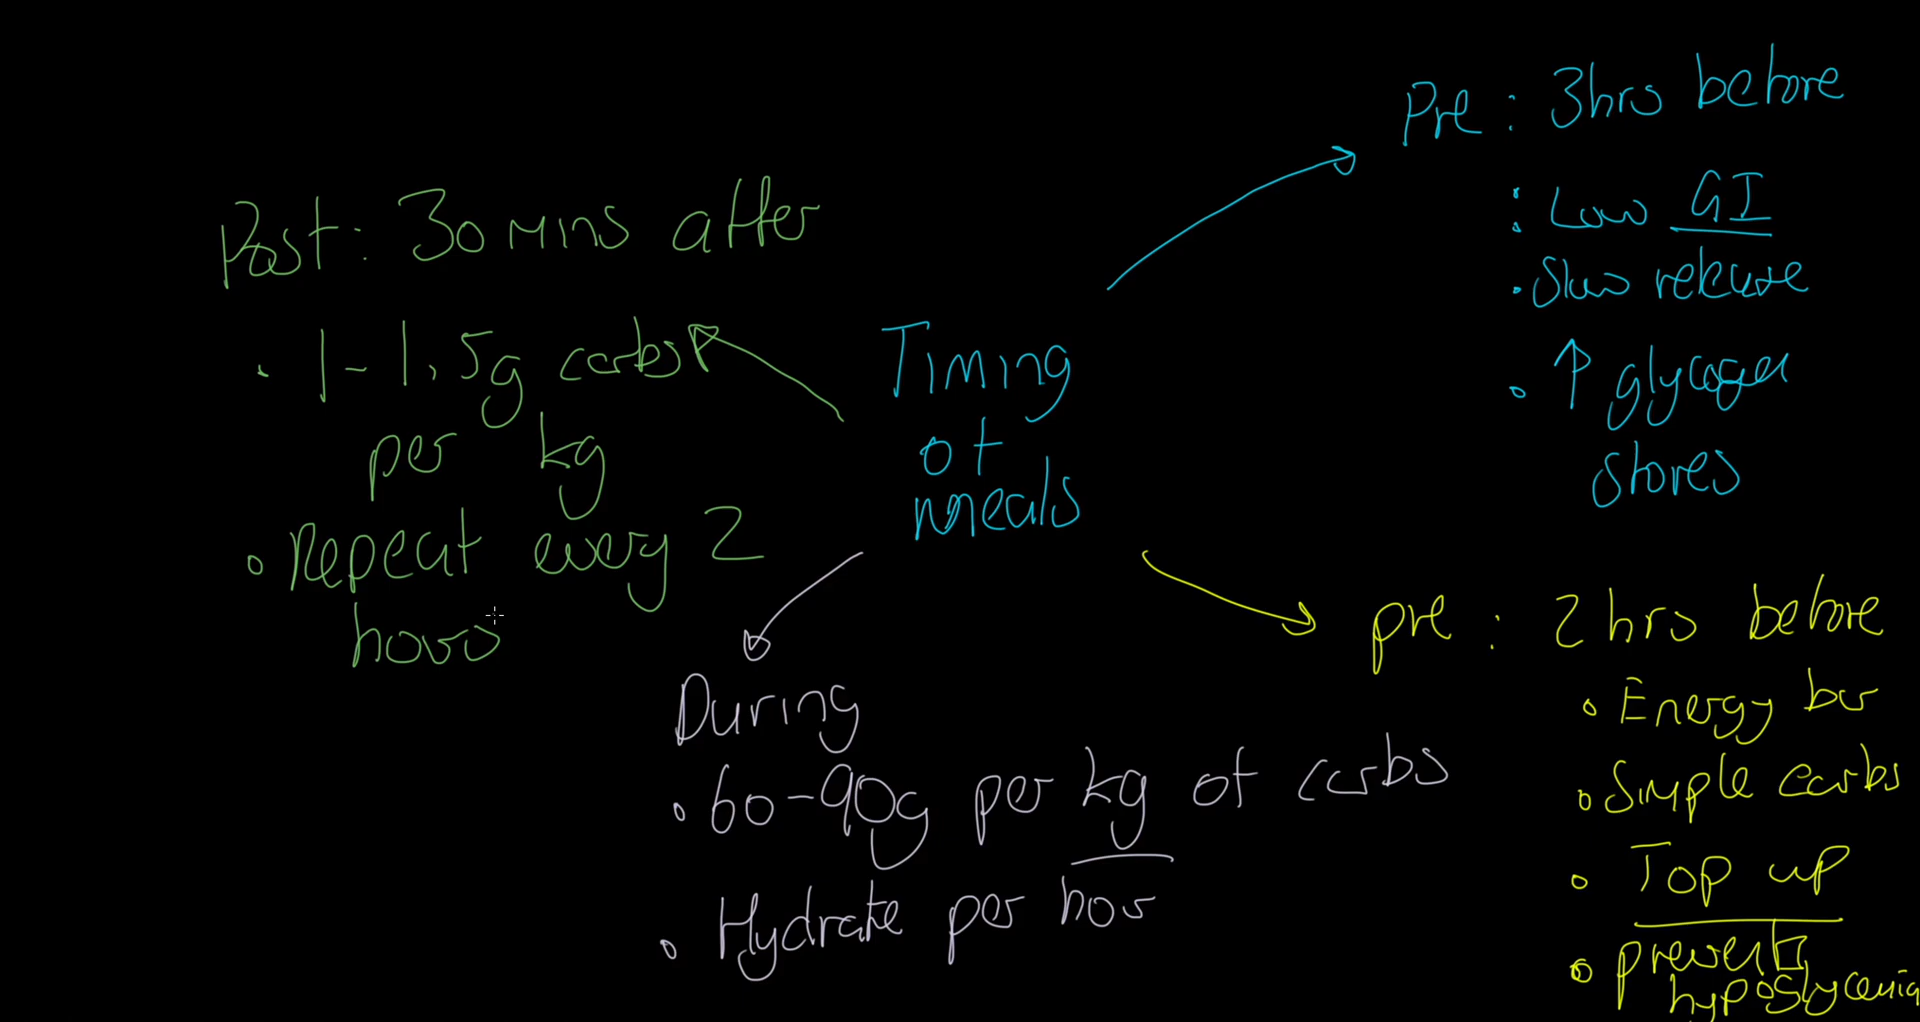 Timing
of
meals
Pre : 3hrs before
: Low GI
• Slow release
• ↑ glycogen
stores
pre : 2 hrs before
• Energy bar
• Simple carbs
• Top up
• prevents
hypoglycemia
During
• 60-90g per kg of carbs
• Hydrate per hour
Post: 30 mins after
• 1-1,5g carbs
per kg
• Repeat every 2
hours